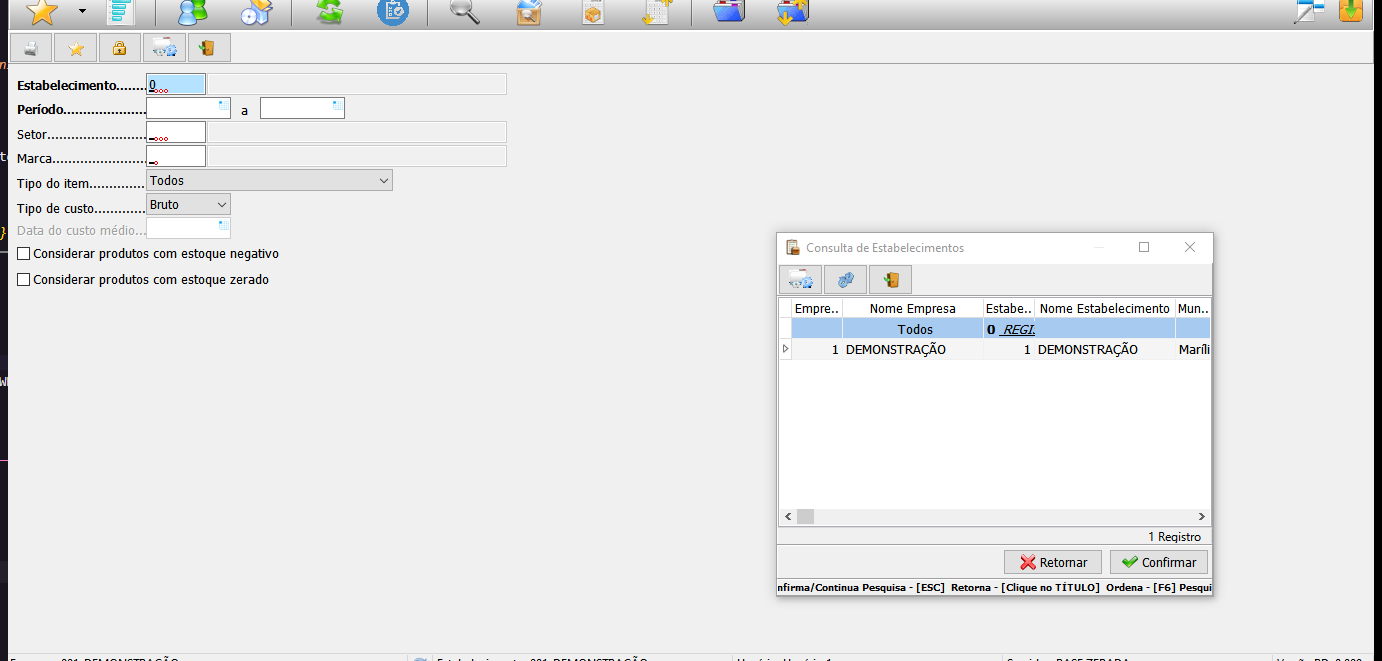 Estabelecimento....... 0
Período..................... a
Setor.........................
Marca.......................
Tipo do item.............. Todos
Tipo de custo............. Bruto
Data do custo médio...
Considerar produtos com estoque negativo
Considerar produtos com estoque zerado
Consulta de Estabelecimentos
Empre.. Nome Empresa Estabe.. Nome Estabelecimento Mun..
Todos 0 REGI.
1 DEMONSTRAÇÃO 1 DEMONSTRAÇÃO Maríli
1 Registro
Retornar Confirmar
nfirma/Continua Pesquisa - [ESC] Retorna - [Clique no TÍTULO] Ordena - [F6] Pesqui